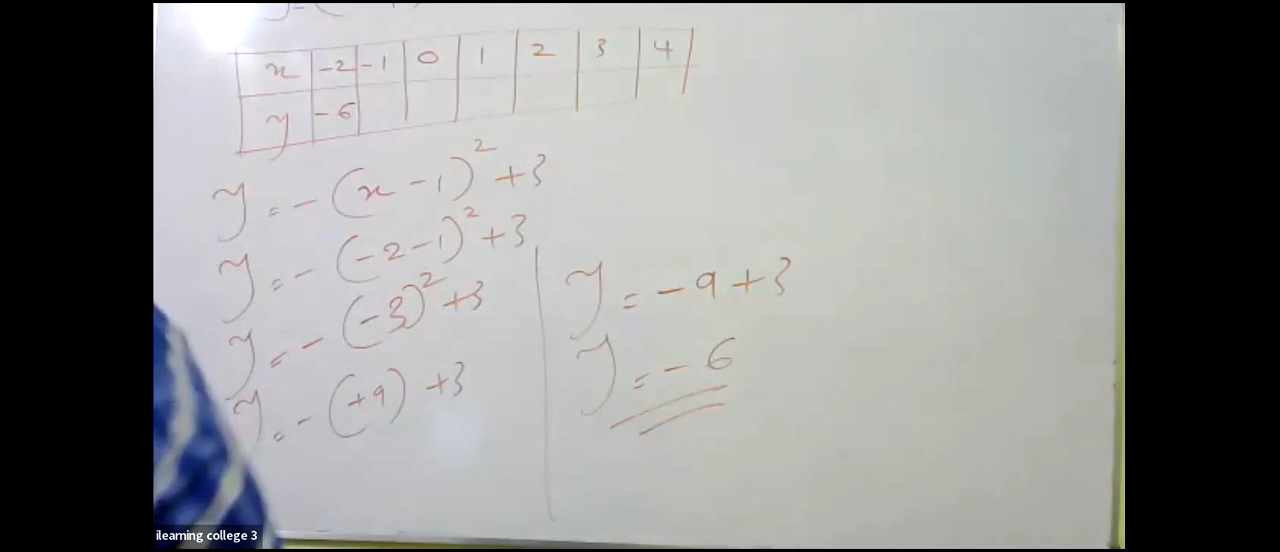 x -2 -1 0 1 2 3 4
y -6
y = -(x-1)² +3
y = -(-2-1)² +3
y = -(-3)² +3
y = -(+9) +3
y = -9+3
y = -6
ilearning college 3